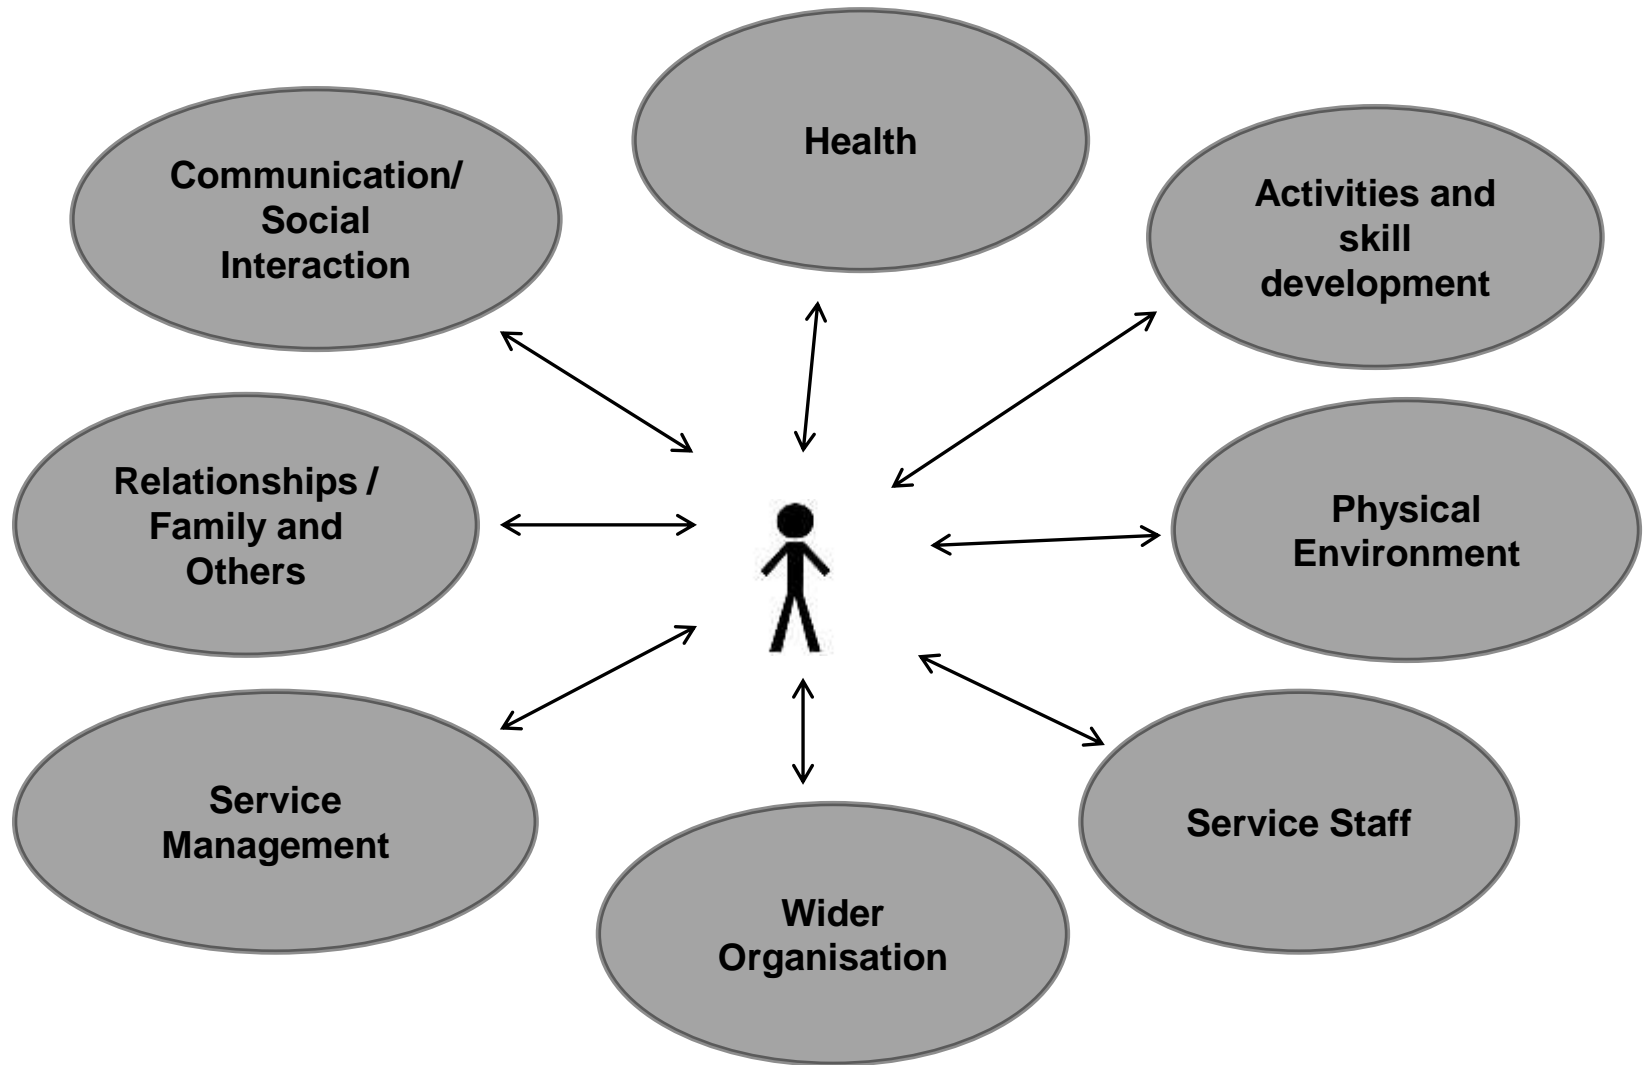 Health
Communication/
Social
Interaction
Activities and
skill
development
Relationships /
Family and
Others
Physical
Environment
Service
Management
Service Staff
Wider
Organisation